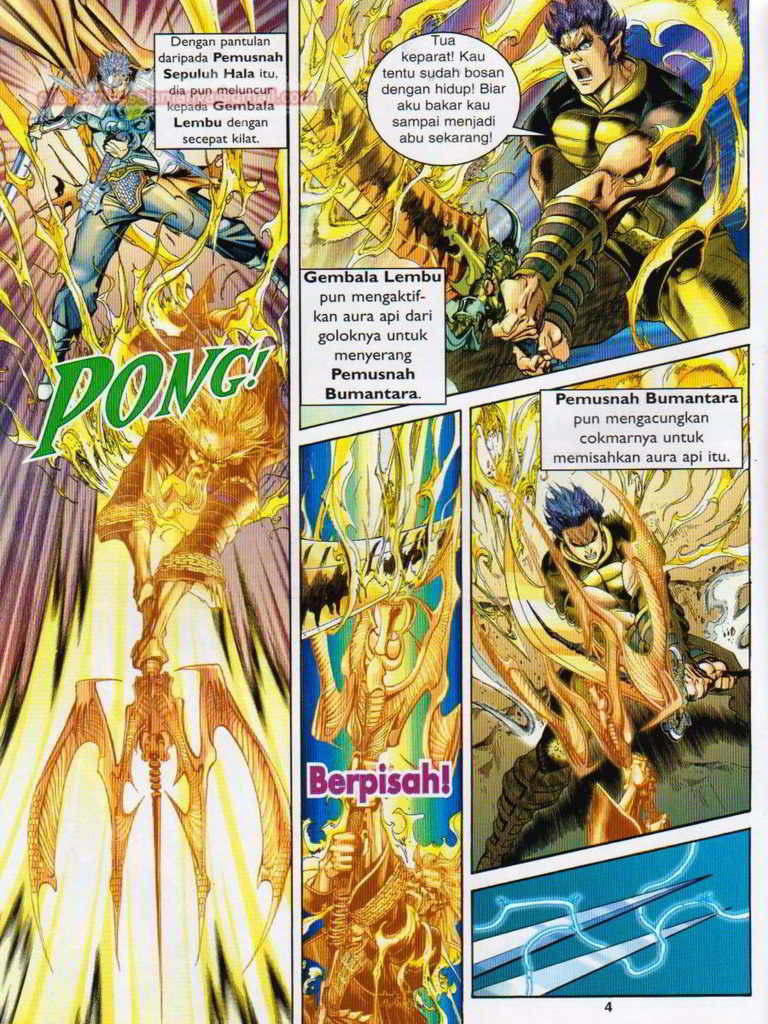 Dengan pantulan
daripada Pemusnah
Sepuluh Hala itu,
dia pun meluncur
kepada Gembala
Lembu dengan
secepat kilat.
PONG!
Tua
keparat! Kau
tentu sudah bosan
dengan hidup! Biar
aku bakar kau
sampai menjadi
abu sekarang!
Gembala Lembu
pun mengaktif-
kan aura api dari
goloknya untuk
menyerang
Pemusnah
Bumantara.
Berpisah!
Pemusnah Bumantara
pun mengacungkan
cokmarnya untuk
memisahkan aura api itu.
4